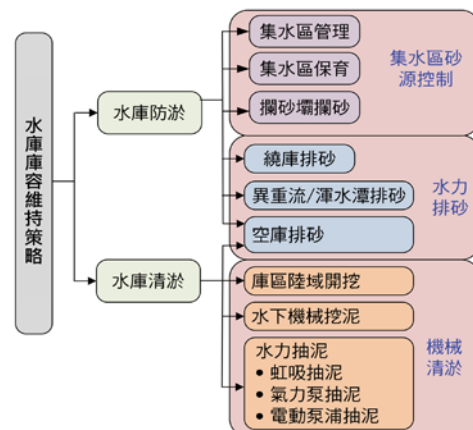 水庫庫容維持策略
水庫防淤
水庫清淤
集水區管理
集水區保育
攔砂壩攔砂
集水區砂
源控制
繞庫排砂
異重流/渾水潭排砂
空庫排砂
水力
排砂
庫區陸域開挖
水下機械挖泥
水力抽泥
• 虹吸抽泥
• 氣力泵抽泥
• 電動泵浦抽泥
機械
清淤